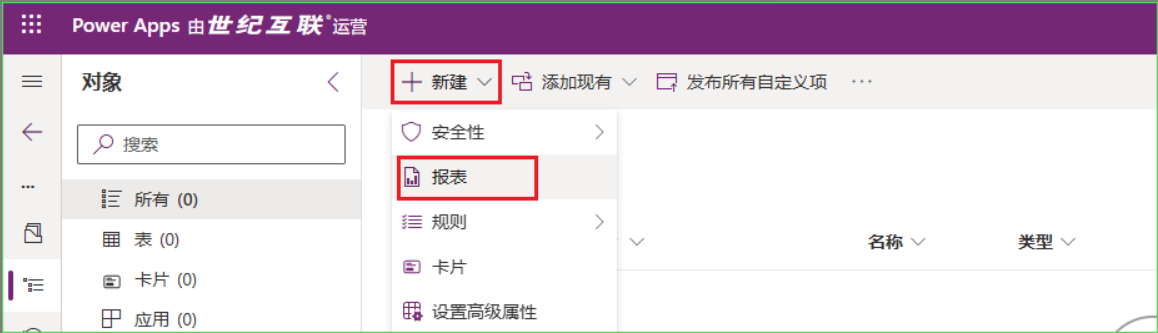 Power Apps 由世纪互联®运营
对象
新建
添加现有
发布所有自定义项
搜索
安全性
报表
所有 (0)
规则
名称
类型
表 (0)
卡片
卡片 (0)
设置高级属性
应用 (0)